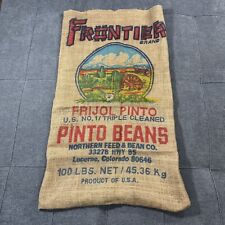 FRONTIER
BRAND
FRIJOL PINTO
U.S. NO. 1/TRIPLE CLEANED
PINTO BEANS
NORTHERN FEED & BEAN CO.
33278 HWY 85
Lucerne, Colorado 80646
100 LBS. NET / 45.36 Kg
PRODUCT OF U.S.A.